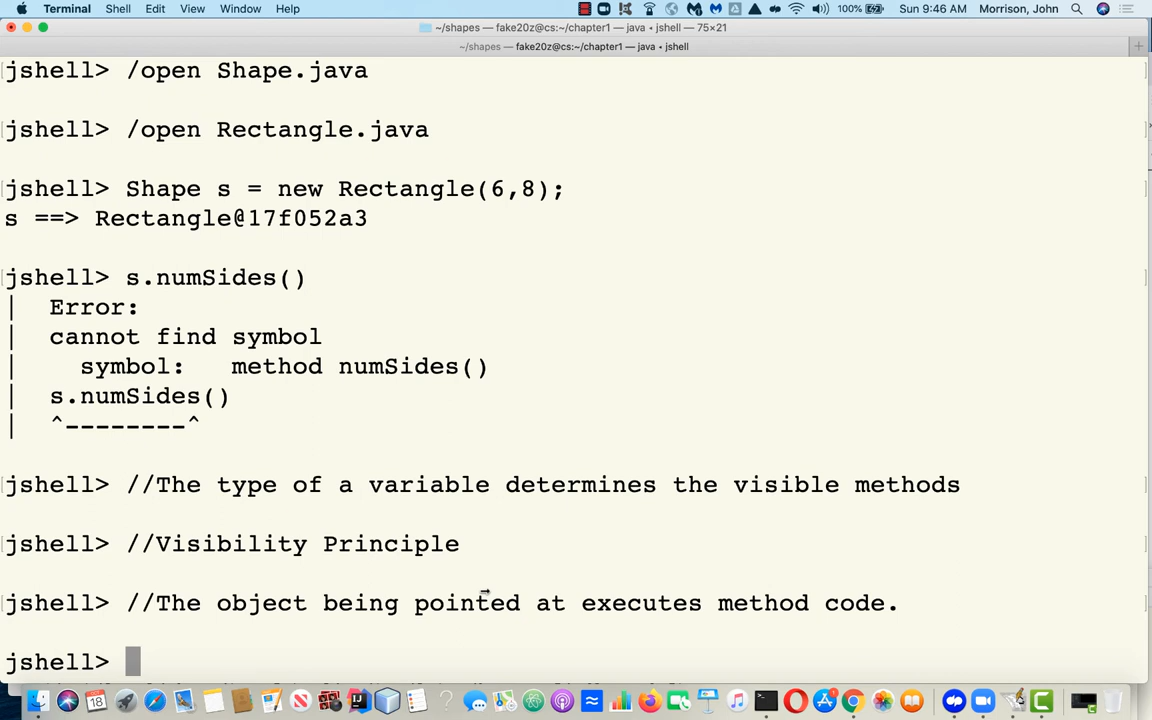 Terminal Shell Edit View Window Help 100% Sun 9:46 AM Morrison, John
~/shapes — fake20z@cs:~/chapter1 — java ◂ jshell — 75×21
~/shapes — fake20z@cs:~/chapter1 — java ◂ jshell
jshell> /open Shape.java
jshell> /open Rectangle.java
jshell> Shape s = new Rectangle(6,8);
s ==> Rectangle@17f052a3
jshell> s.numSides()
|  Error:
|  cannot find symbol
|    symbol:   method numSides()
|  s.numSides()
|  ^--------^
jshell> //The type of a variable determines the visible methods
jshell> //Visibility Principle
jshell> //The object being pointed at executes method code.
jshell>
18